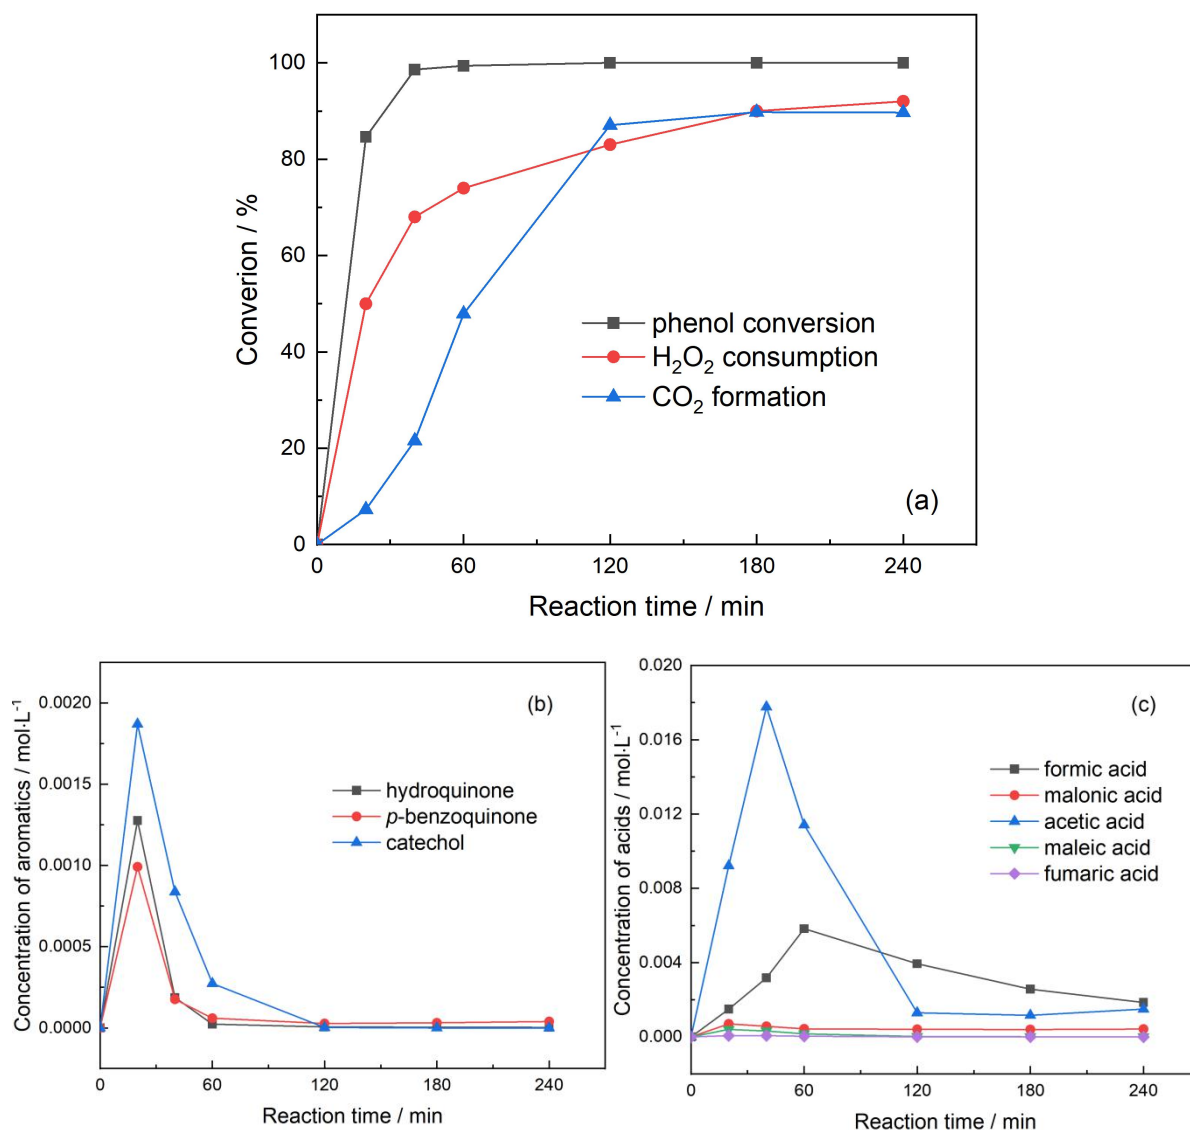 100
80
60
40
20
0
Converion / %
phenol conversion
H₂O₂ consumption
CO₂ formation
(a)
0 60 120 180 240
Reaction time / min
0.0020
0.0015
0.0010
0.0005
0.0000
Concentration of aromatics / mol·L⁻¹
(b)
hydroquinone
p-benzoquinone
catechol
0 60 120 180 240
Reaction time / min
0.020
0.016
0.012
0.008
0.004
0.000
Concentration of acids / mol·L⁻¹
(c)
formic acid
malonic acid
acetic acid
maleic acid
fumaric acid
0 60 120 180 240
Reaction time / min